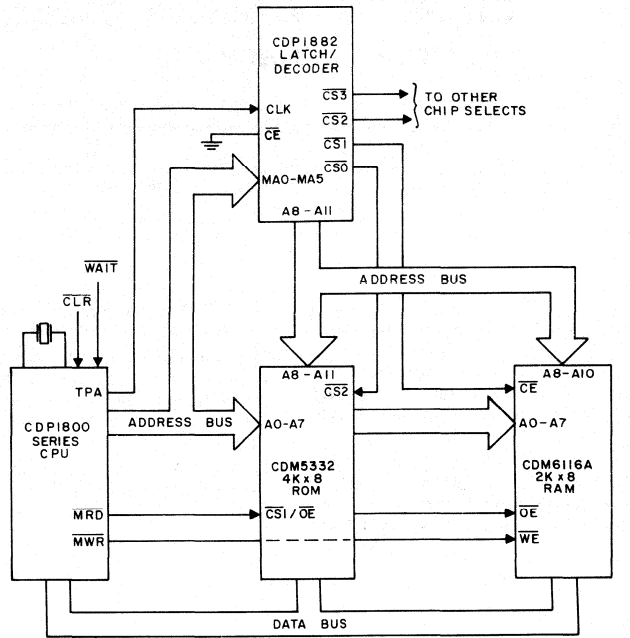 CDP1882
LATCH/
DECODER
CS3
TO OTHER
CHIP SELECTS
CLK
CS2
CE
CS1
CS0
MA0-MA5
A8-A11
WAIT
ADDRESS BUS
CLR
A8-A11
A8-A10
TPA
CS2
CE
CDP1800
SERIES
CPU
ADDRESS BUS
A0-A7
A0-A7
CDM5332
4K x 8
ROM
CDM6116A
2K x 8
RAM
MRD
CS1/OE
OE
MWR
WE
DATA BUS